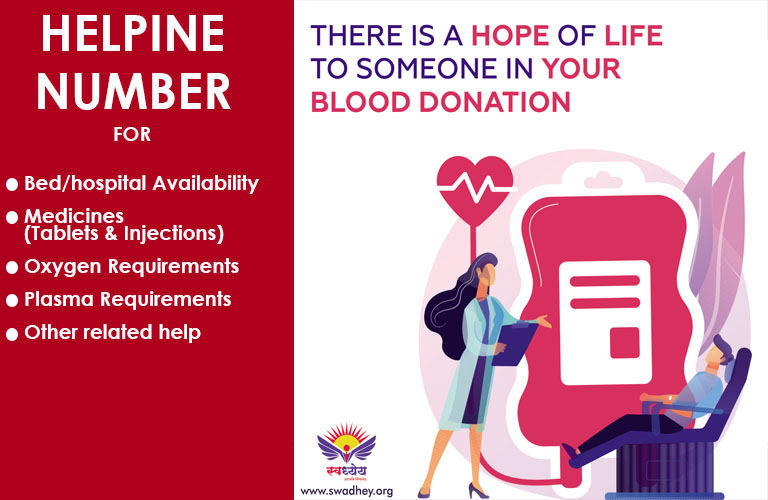 HELPINE
NUMBER
FOR
Bed/hospital Availability
Medicines
(Tablets & Injections)
Oxygen Requirements
Plasma Requirements
Other related help
THERE IS A HOPE OF LIFE
TO SOMEONE IN YOUR
BLOOD DONATION
स्वध्येय
www.swadhey.org